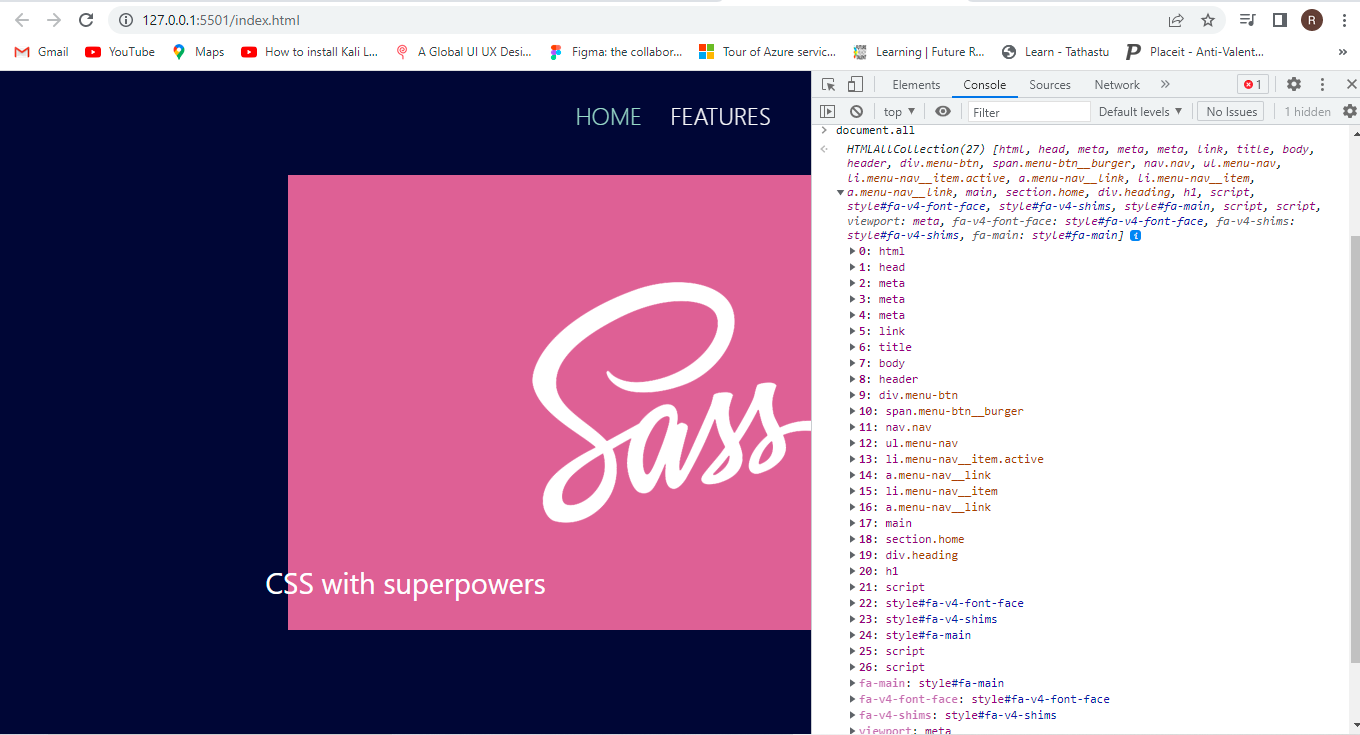 127.0.0.1:5501/index.html
R
Gmail YouTube Maps How to install Kali L... A Global UI UX Desi... Figma: the collabor... Tour of Azure servic... Learning | Future R... Learn - Tathastu Placeit - Anti-Valent... »
HOME FEATURES
Sass
CSS with superpowers
Elements Console Sources Network » 1
top ▼ Filter Default levels ▼ No Issues 1 hidden
document.all
HTMLAllCollection(27) [html, head, meta, meta, meta, link, title, body,
header, div.menu-btn, span.menu-btn__burger, nav.nav, ul.menu-nav,
li.menu-nav__item.active, a.menu-nav__link, li.menu-nav__item,
a.menu-nav__link, main, section.home, div.heading, h1, script,
style#fa-v4-font-face, style#fa-v4-shims, style#fa-main, script, script,
viewport: meta, fa-v4-font-face: style#fa-v4-font-face, fa-v4-shims:
style#fa-v4-shims, fa-main: style#fa-main] i
0: html
1: head
2: meta
3: meta
4: meta
5: link
6: title
7: body
8: header
9: div.menu-btn
10: span.menu-btn__burger
11: nav.nav
12: ul.menu-nav
13: li.menu-nav__item.active
14: a.menu-nav__link
15: li.menu-nav__item
16: a.menu-nav__link
17: main
18: section.home
19: div.heading
20: h1
21: script
22: style#fa-v4-font-face
23: style#fa-v4-shims
24: style#fa-main
25: script
26: script
fa-main: style#fa-main
fa-v4-font-face: style#fa-v4-font-face
fa-v4-shims: style#fa-v4-shims
viewport: meta